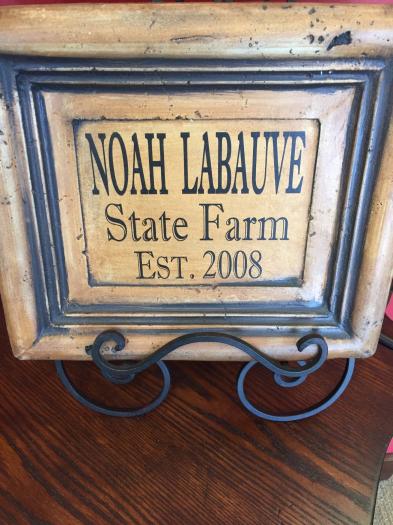 NOAH LABAUVE
State Farm
EST. 2008